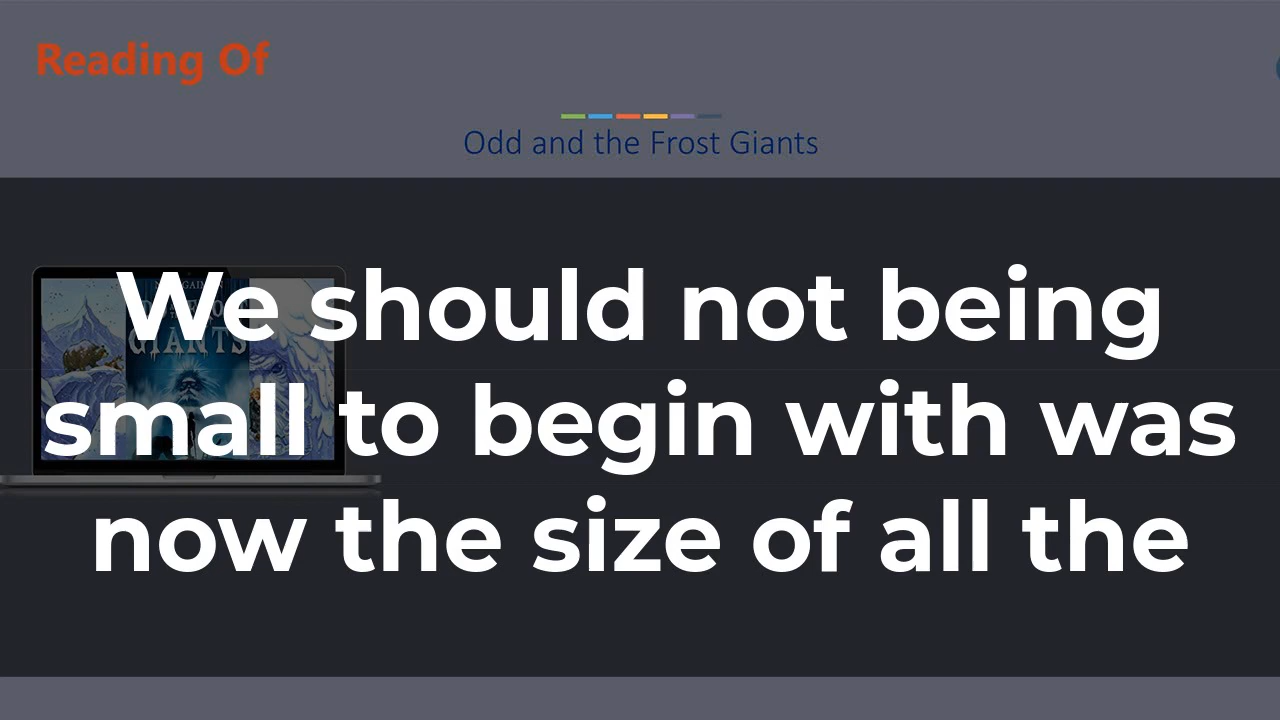 Reading Of
Odd and the Frost Giants
We should not being
small to begin with was
now the size of all the
GIANTS